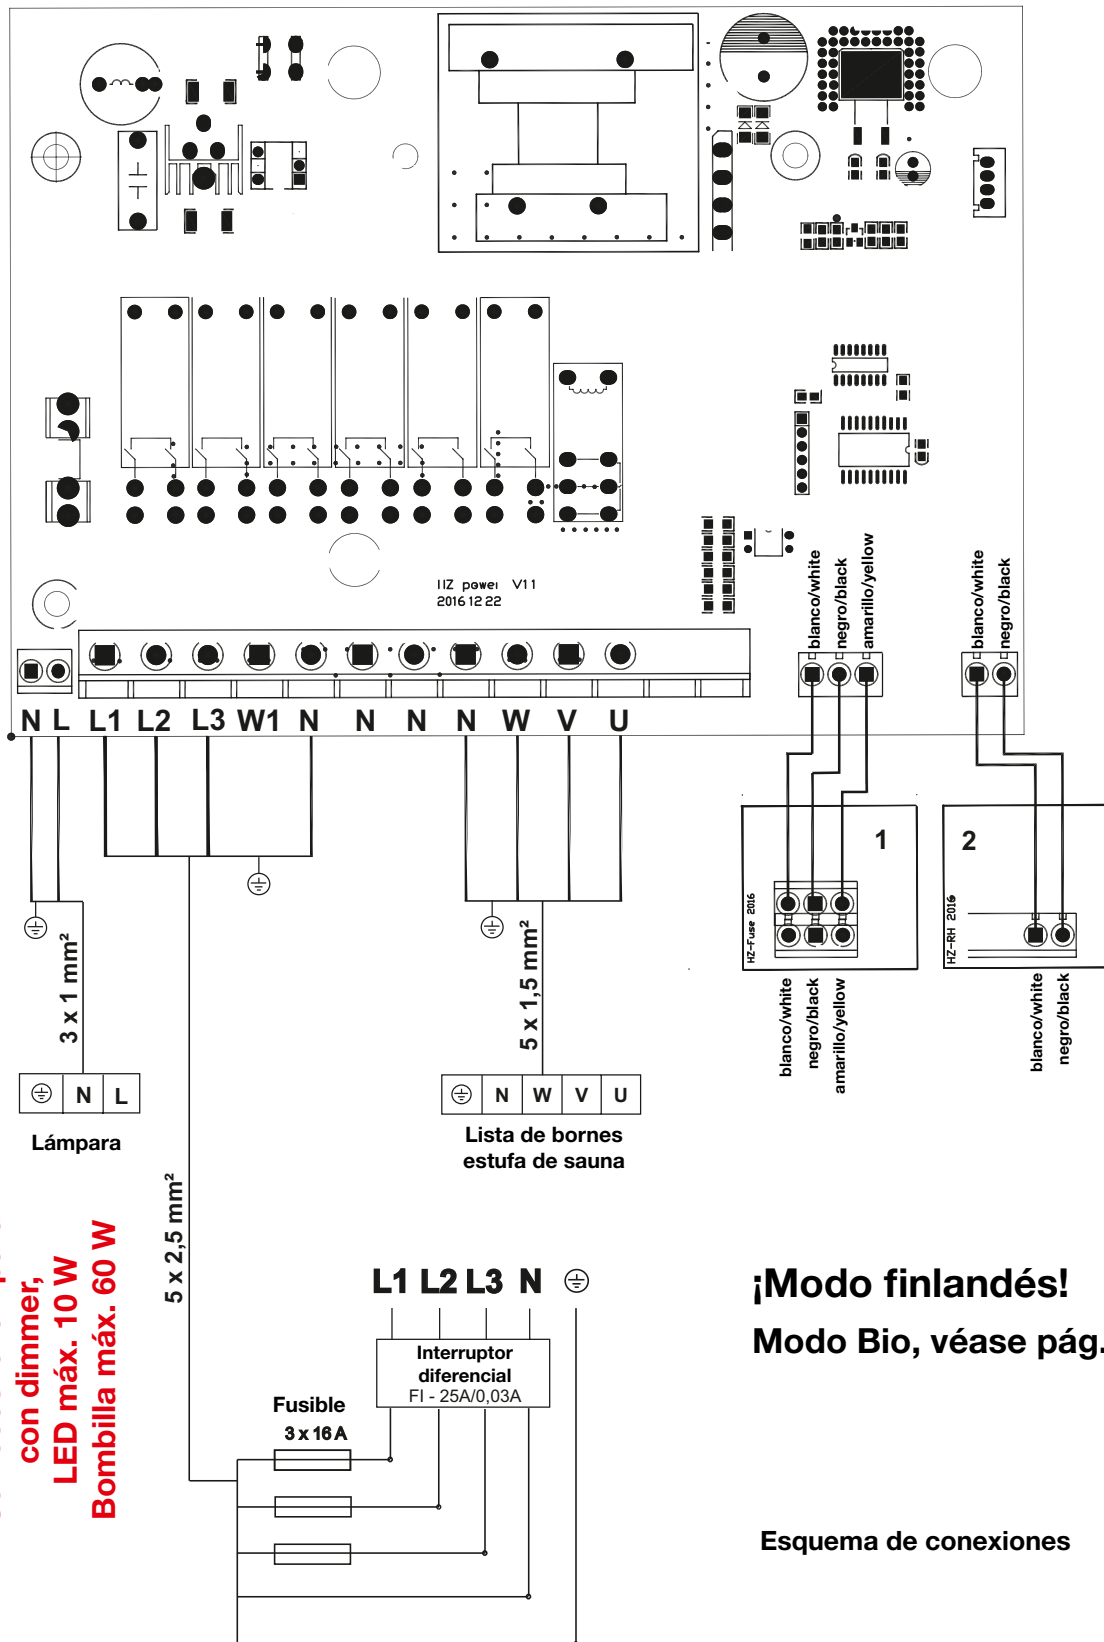 IIZ power V11
2016 12 22
blanco/white
negro/black
amarillo/yellow
blanco/white
negro/black
N L L1 L2 L3 W1 N N N N W V U
1
2
HZ-Fuse 2016
HZ-RH 2016
blanco/white
negro/black
amarillo/yellow
blanco/white
negro/black
3 x 1 mm²
5 x 1,5 mm²
N L
Lámpara
N W V U
Lista de bornes
estufa de sauna
5 x 2,5 mm²
con dimmer,
LED máx. 10 W
Bombilla máx. 60 W
L1 L2 L3 N
Interruptor
diferencial
FI - 25A/0,03A
Fusible
3 x 16 A
¡Modo finlandés!
Modo Bio, véase pág.
Esquema de conexiones